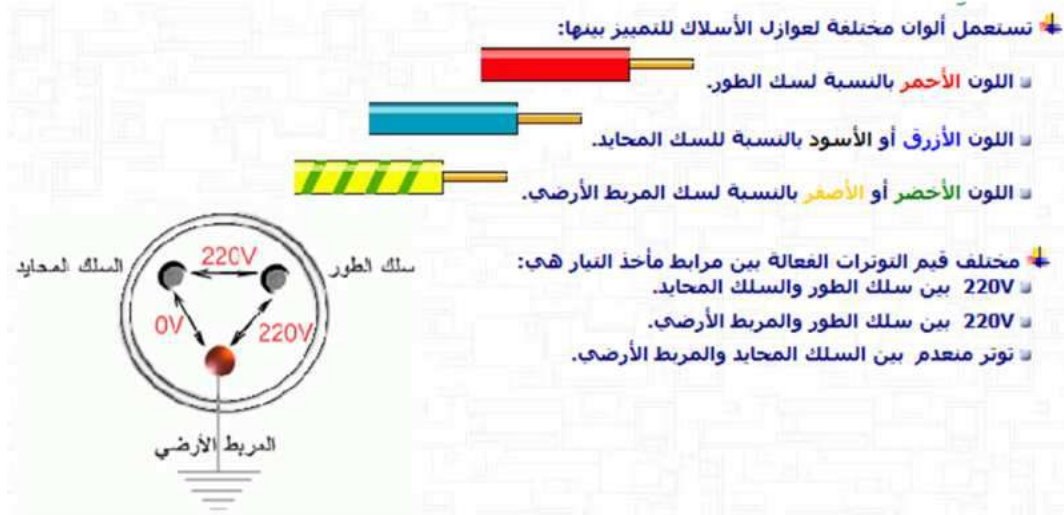 تستعمل ألوان مختلفة لعوازل الأسلاك للتمييز بينها:
اللون الأحمر بالنسبة لسك الطور.
اللون الأزرق أو الأسود بالنسبة للسك المحايد.
اللون الأخضر أو الأصفر بالنسبة لسك المربط الأرضي.
مختلف قيم التوترات الفعالة بين مرابط مأخذ التيار هي:
220V بين سلك الطور والسلك المحايد.
220V بين سلك الطور والمربط الأرضي.
توتر منعدم بين السلك المحايد والمربط الأرضي.
سلك الطور
220V
السلك المحايد
220V
0V
المربط الأرضي